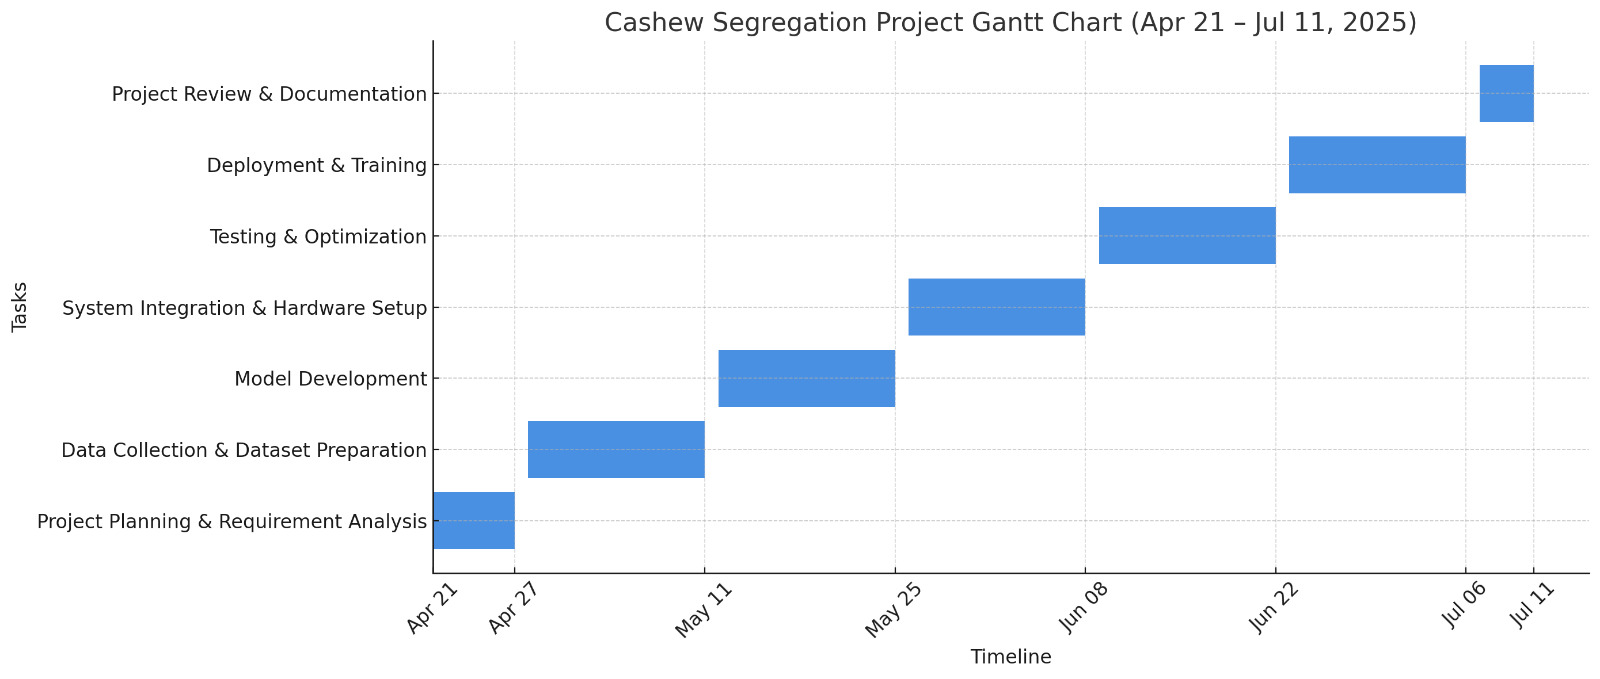 Cashew Segregation Project Gantt Chart (Apr 21 – Jul 11, 2025)
Project Review & Documentation
Deployment & Training
Testing & Optimization
System Integration & Hardware Setup
Model Development
Data Collection & Dataset Preparation
Project Planning & Requirement Analysis
Tasks
Apr 21
Apr 27
May 11
May 25
Jun 08
Jun 22
Jul 06
Jul 11
Timeline